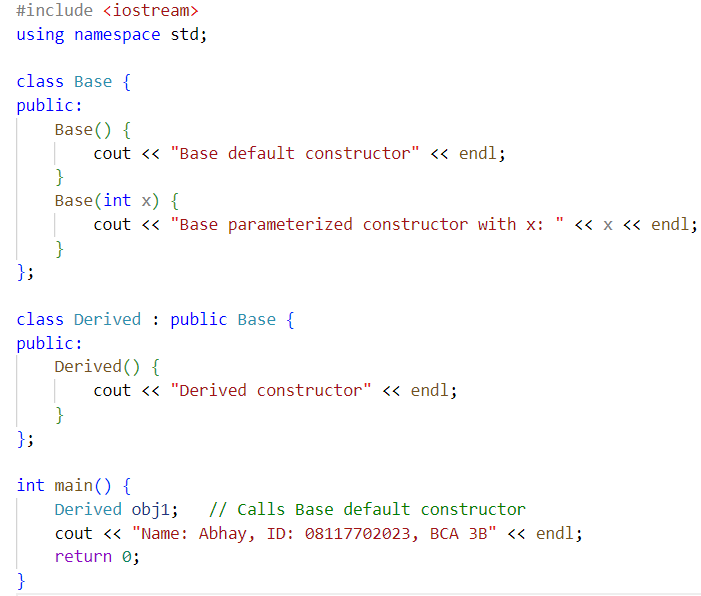 #include <iostream>
using namespace std;
class Base {
public:
    Base() {
        cout << "Base default constructor" << endl;
    }
    Base(int x) {
        cout << "Base parameterized constructor with x: " << x << endl;
    }
};
class Derived : public Base {
public:
    Derived() {
        cout << "Derived constructor" << endl;
    }
};
int main() {
    Derived obj1;   // Calls Base default constructor
    cout << "Name: Abhay, ID: 08117702023, BCA 3B" << endl;
    return 0;
}